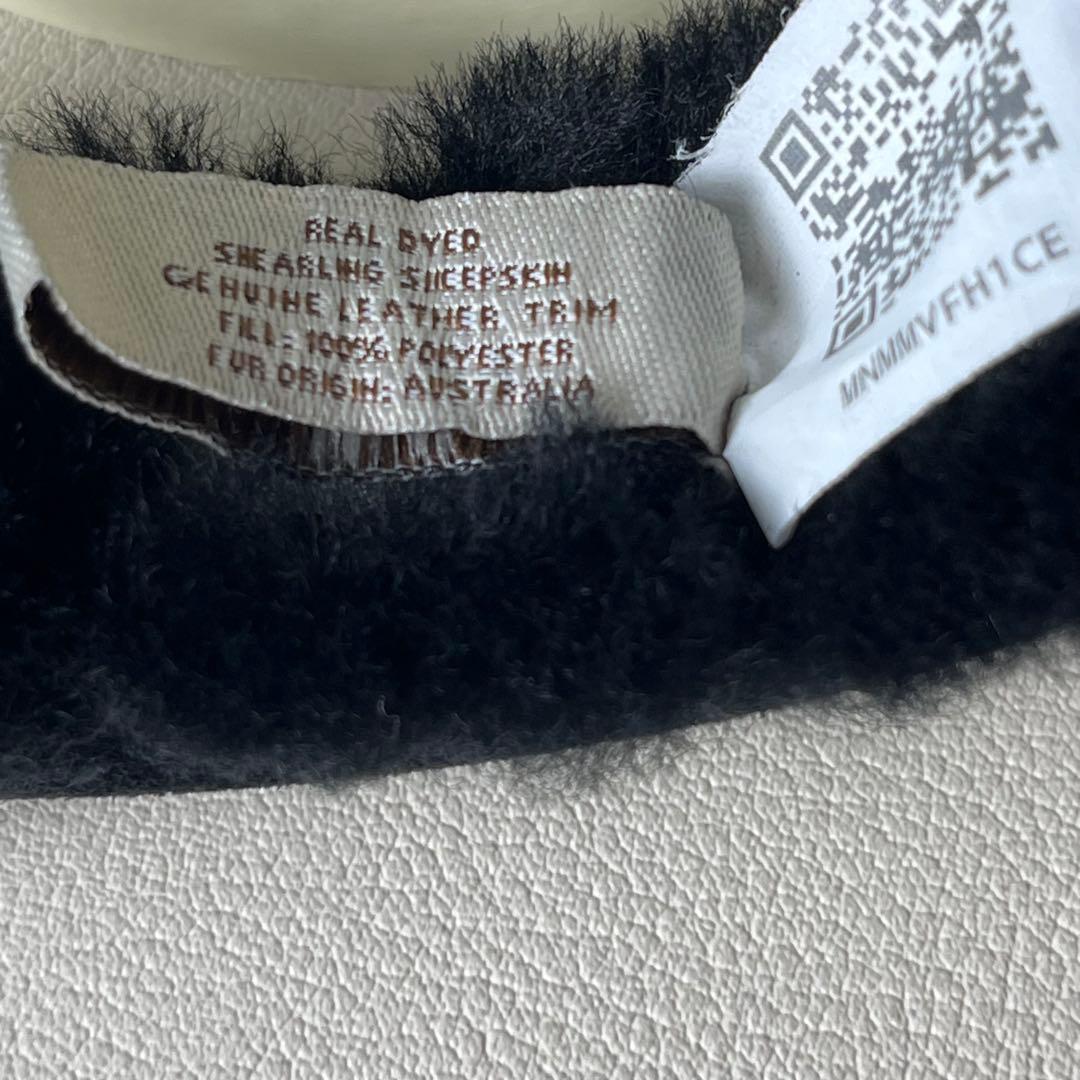 REAL DYED
SHEARLING SHEEPSKIN
GENUINE LEATHER TRIM
FILL: 100% POLYESTER
FUR ORIGIN: AUSTRALIA
MNMMVFH1CE